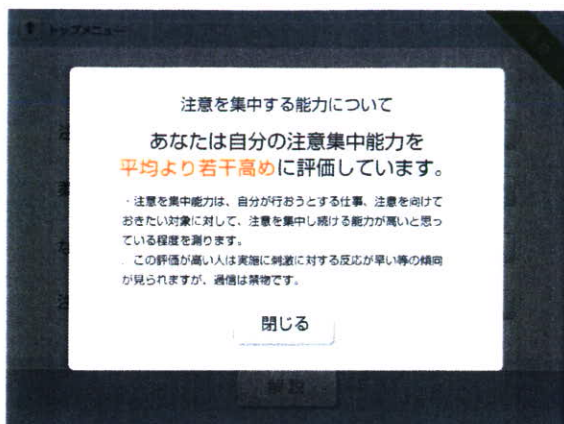 トップメニュー
注意を集中する能力について
あなたは自分の注意集中能力を
平均より若干高めに評価しています。
・注意を集中能力は、自分が行おうとする仕事、注意を向けて
おきたい対象に対して、注意を集中し続ける能力が高いと思っ
ている程度を測ります。
. この評価が高い人は実際に刺激に対する反応が早い等の傾向
が見られますが、過信は禁物です。
閉じる
解説